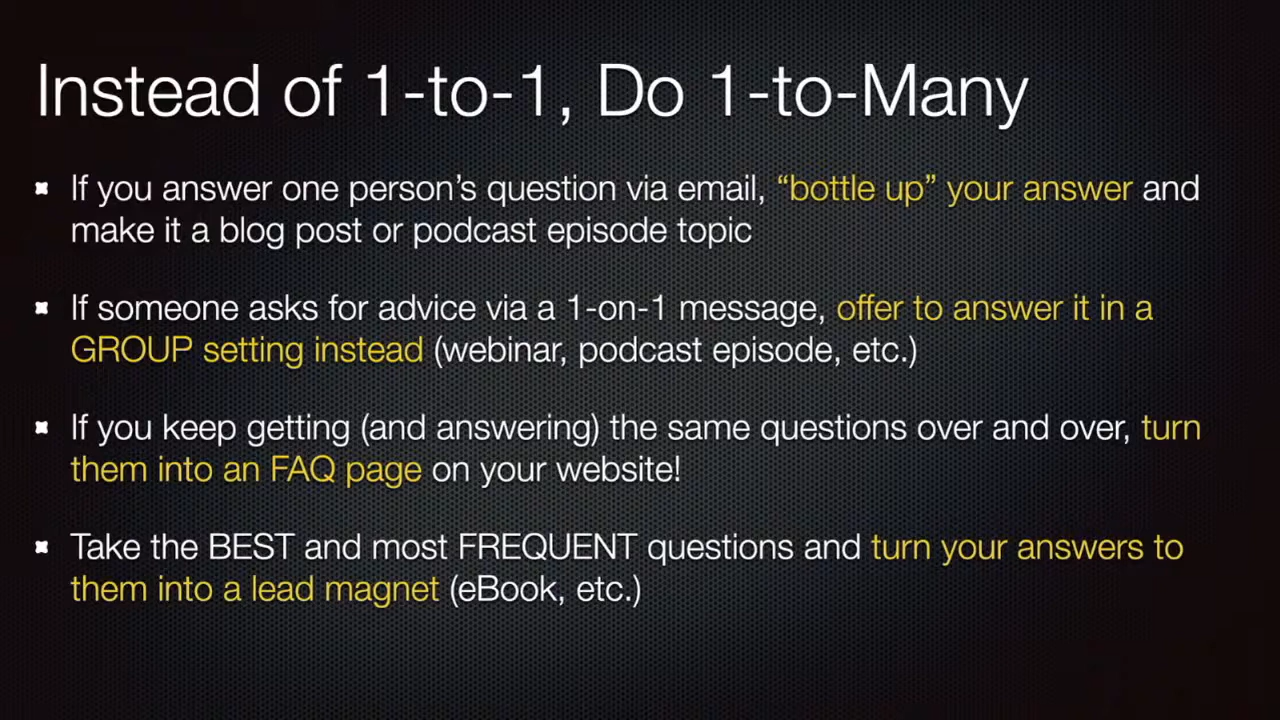 Instead of 1-to-1, Do 1-to-Many
If you answer one person’s question via email, “bottle up” your answer and
make it a blog post or podcast episode topic
If someone asks for advice via a 1-on-1 message, offer to answer it in a
GROUP setting instead (webinar, podcast episode, etc.)
If you keep getting (and answering) the same questions over and over, turn
them into an FAQ page on your website!
Take the BEST and most FREQUENT questions and turn your answers to
them into a lead magnet (eBook, etc.)